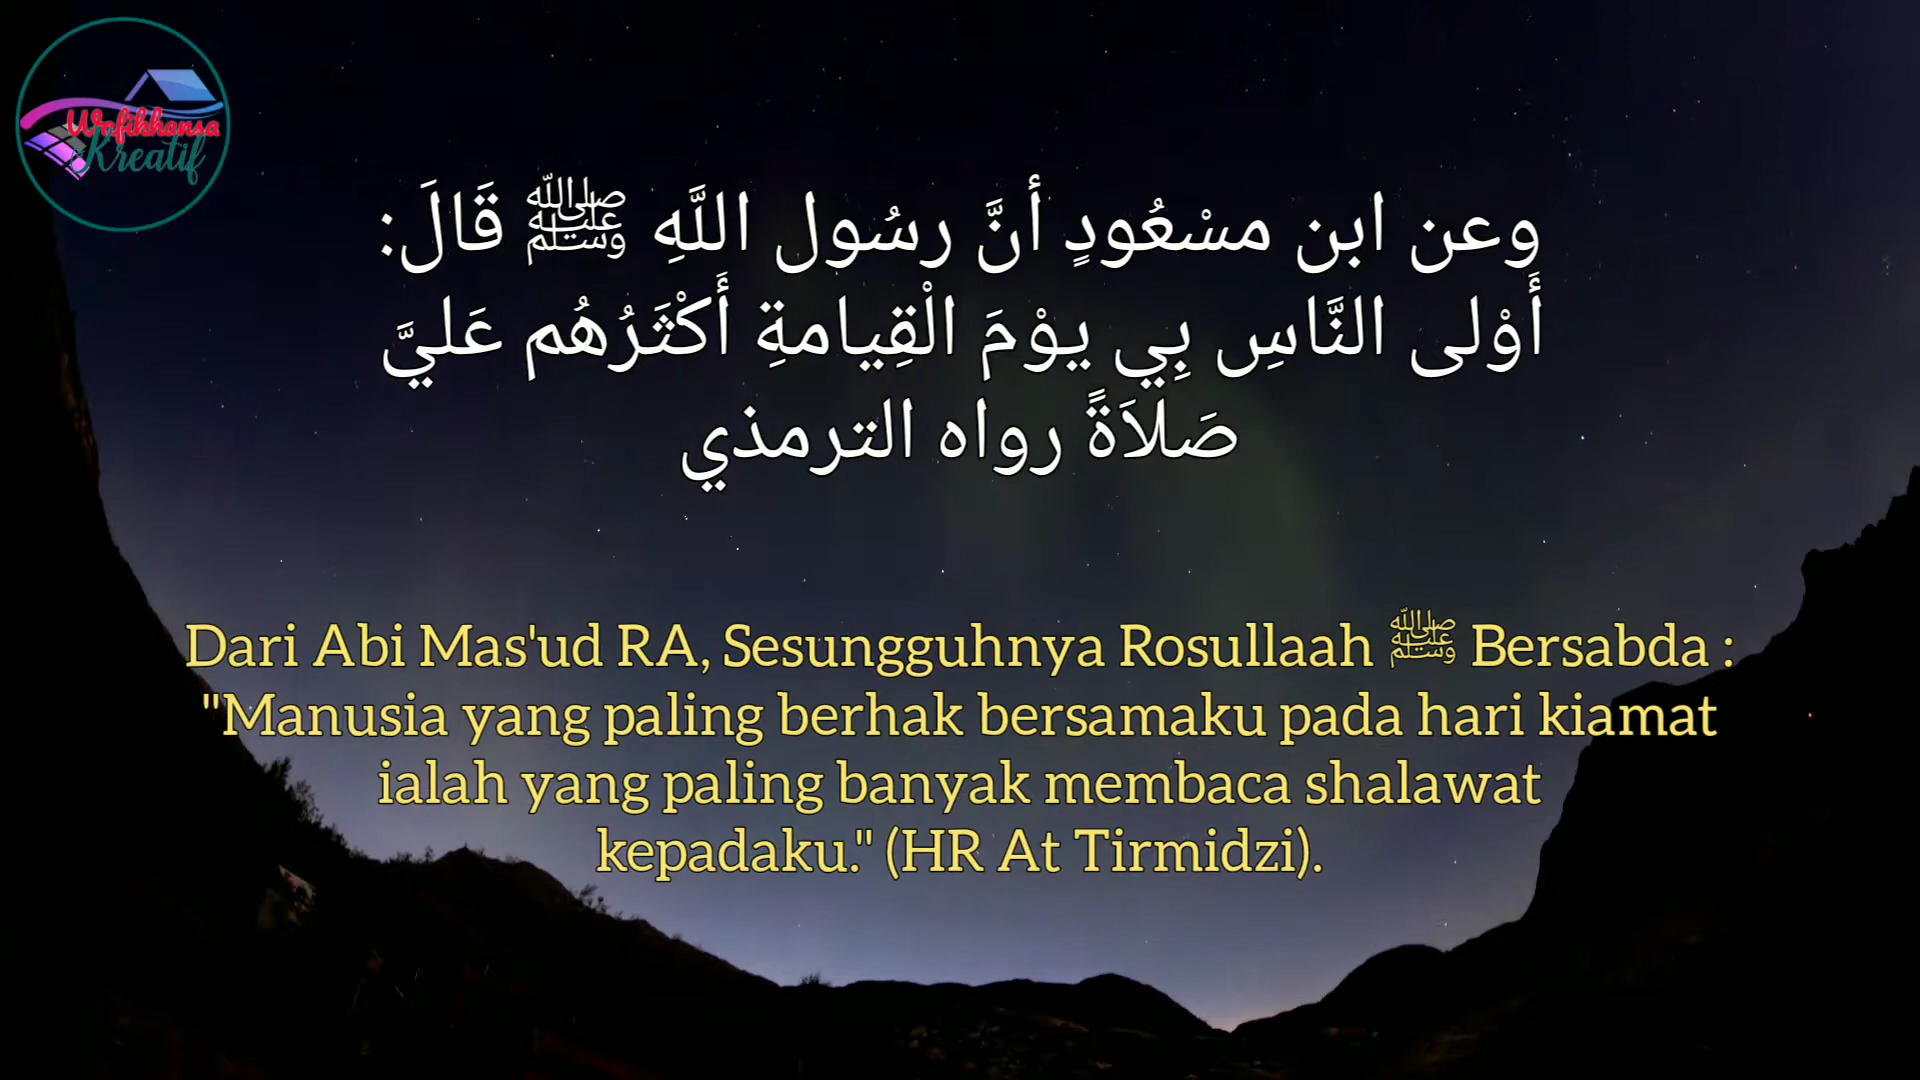 Wofikhansa
Kreatif
وعن ابن مسْعُودٍ أنَّ رسُول اللَّهِ ﷺ قَالَ:
أَوْلى النَّاسِ بِي يوْمَ الْقِيامةِ أَكْثَرُهُم عَليَّ
صَلاَةً رواه الترمذي
Dari Abi Mas'ud RA, Sesungguhnya Rosullaah ﷺ Bersabda :
"Manusia yang paling berhak bersamaku pada hari kiamat
ialah yang paling banyak membaca shalawat
kepadaku." (HR At Tirmidzi).